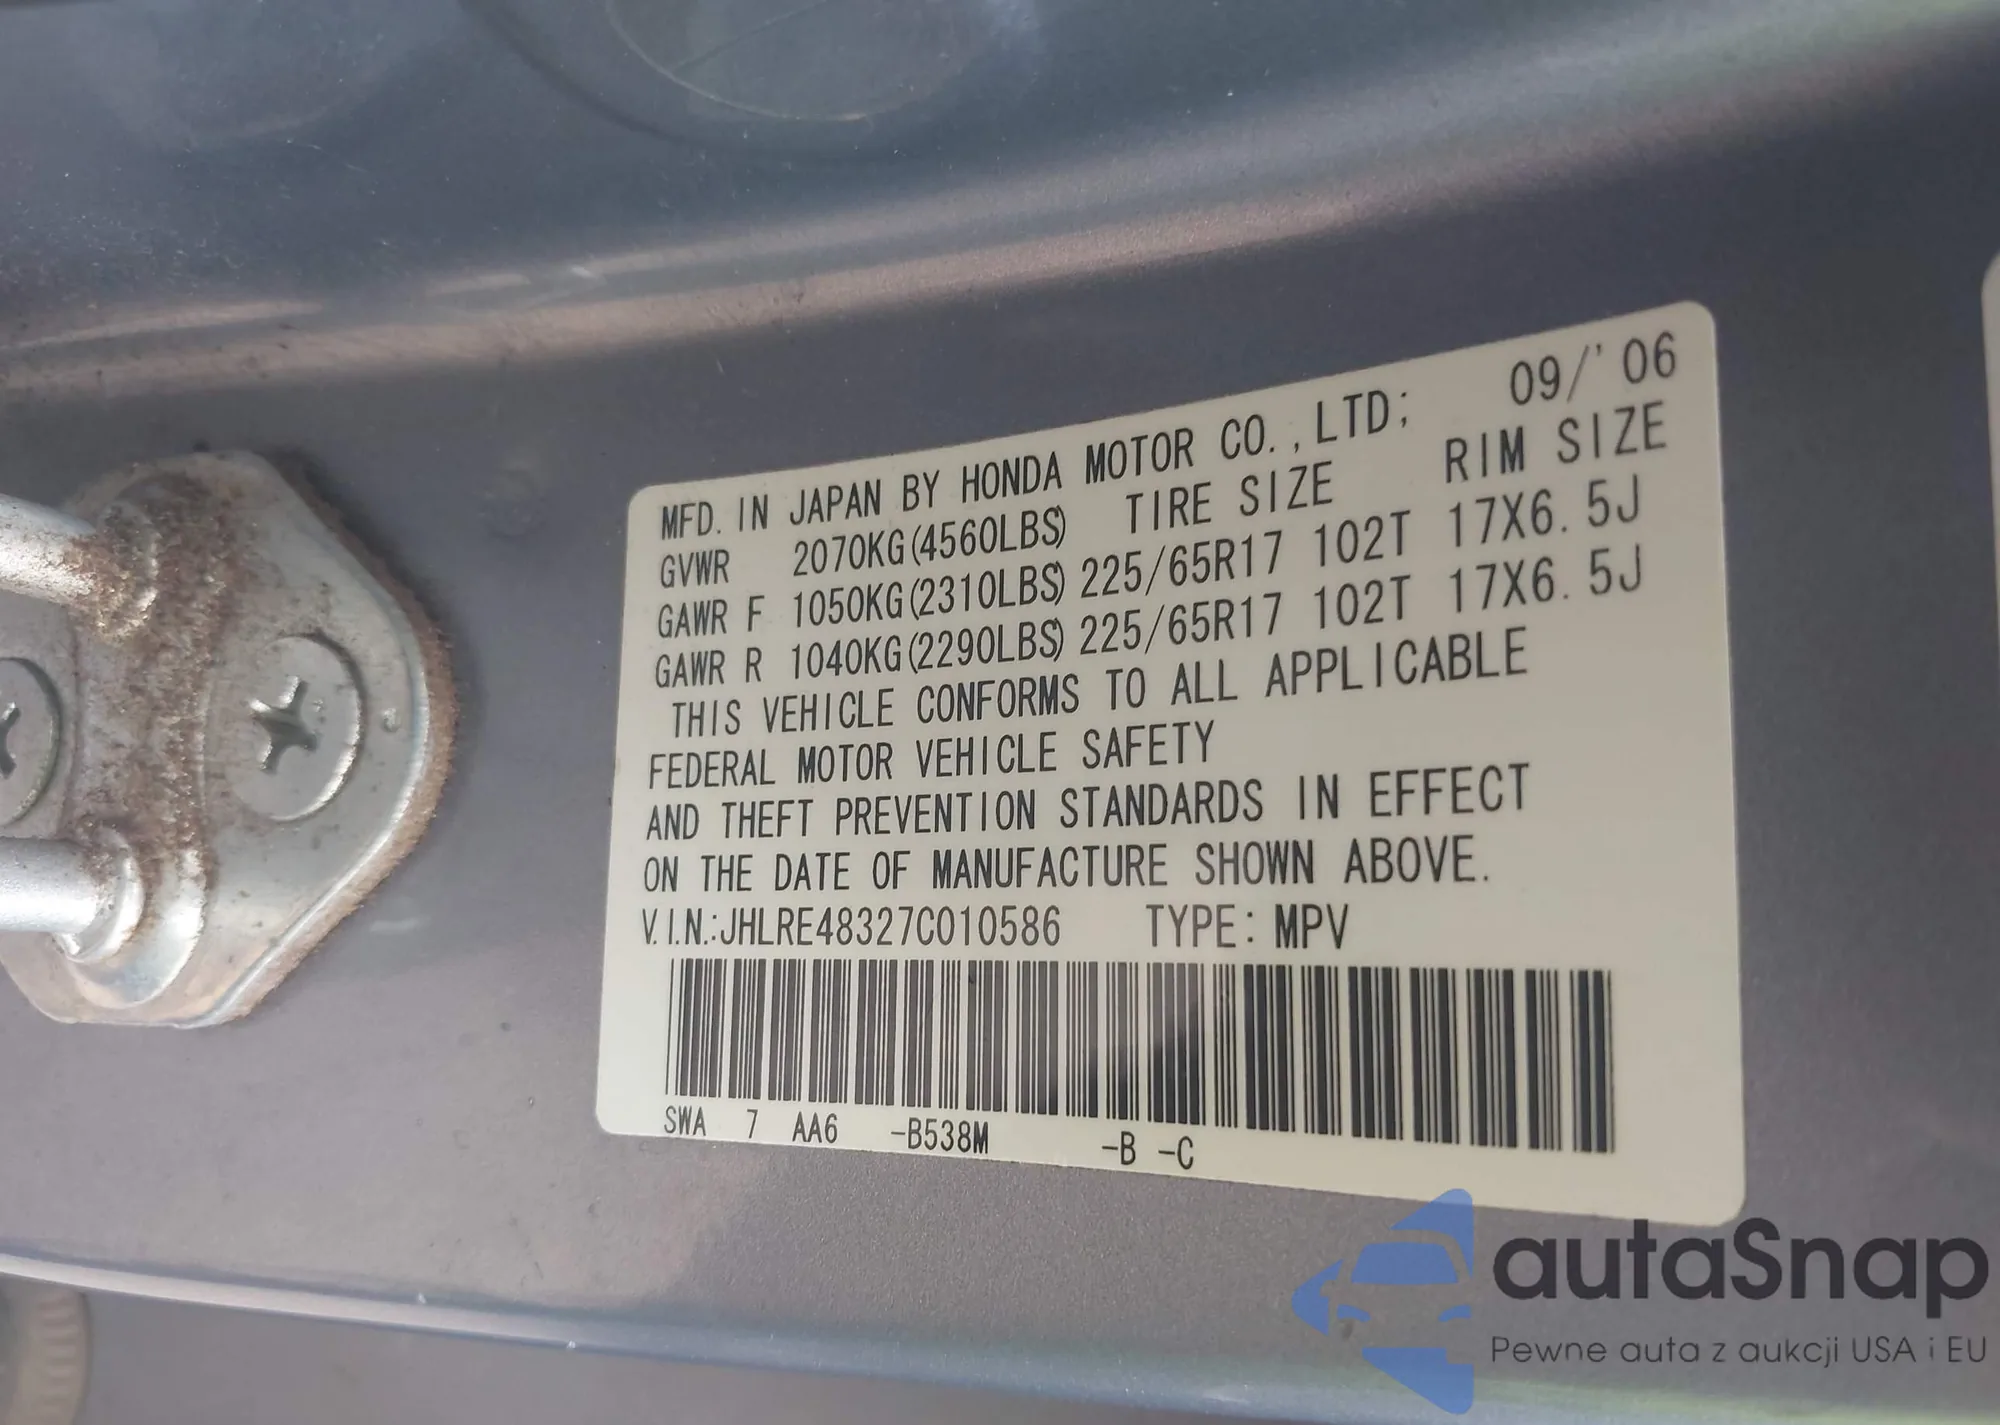 MFD. IN JAPAN BY HONDA MOTOR CO., LTD; 09/'06
GVWR 2070KG(4560LBS) TIRE SIZE RIM SIZE
GAWR F 1050KG(2310LBS) 225/65R17 102T 17X6.5J
GAWR R 1040KG(2290LBS) 225/65R17 102T 17X6.5J
THIS VEHICLE CONFORMS TO ALL APPLICABLE
FEDERAL MOTOR VEHICLE SAFETY
AND THEFT PREVENTION STANDARDS IN EFFECT
ON THE DATE OF MANUFACTURE SHOWN ABOVE.
V.I.N.:JHLRE48327C010586 TYPE: MPV
SWA 7 AA6 -B538M -B -C
autaSnap
Pewne auta z aukcji USA i EU